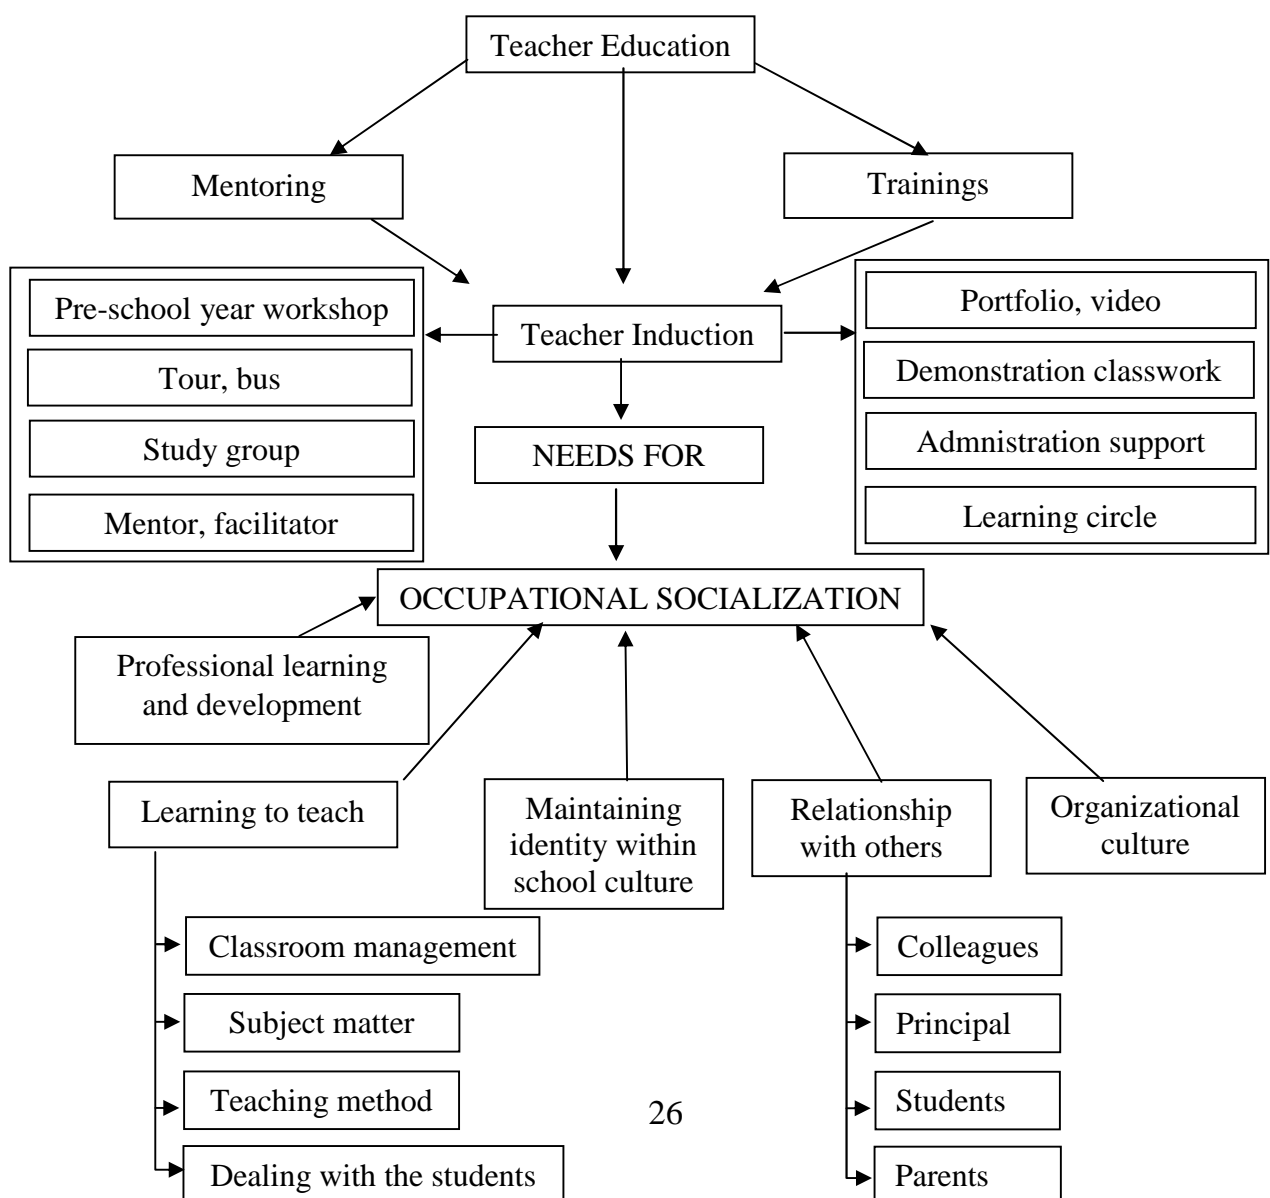 Teacher Education
Mentoring
Trainings
Pre-school year workshop
Tour, bus
Study group
Mentor, facilitator
Teacher Induction
Portfolio, video
Demonstration classwork
Admnistration support
Learning circle
NEEDS FOR
OCCUPATIONAL SOCIALIZATION
Professional learning
and development
Learning to teach
Maintaining
identity within
school culture
Relationship
with others
Organizational
culture
Classroom management
Subject matter
Teaching method
Dealing with the students
Colleagues
Principal
Students
Parents
26